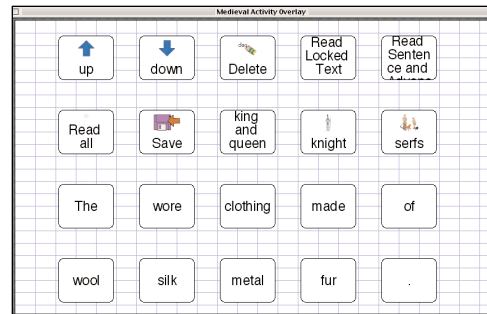 Medieval Activity Overlay
up
down
Delete
Read
Locked
Text
Read
Senten
ce and
Read
all
Save
king
and
queen
knight
serfs
The
wore
clothing
made
of
wool
silk
metal
fur
.